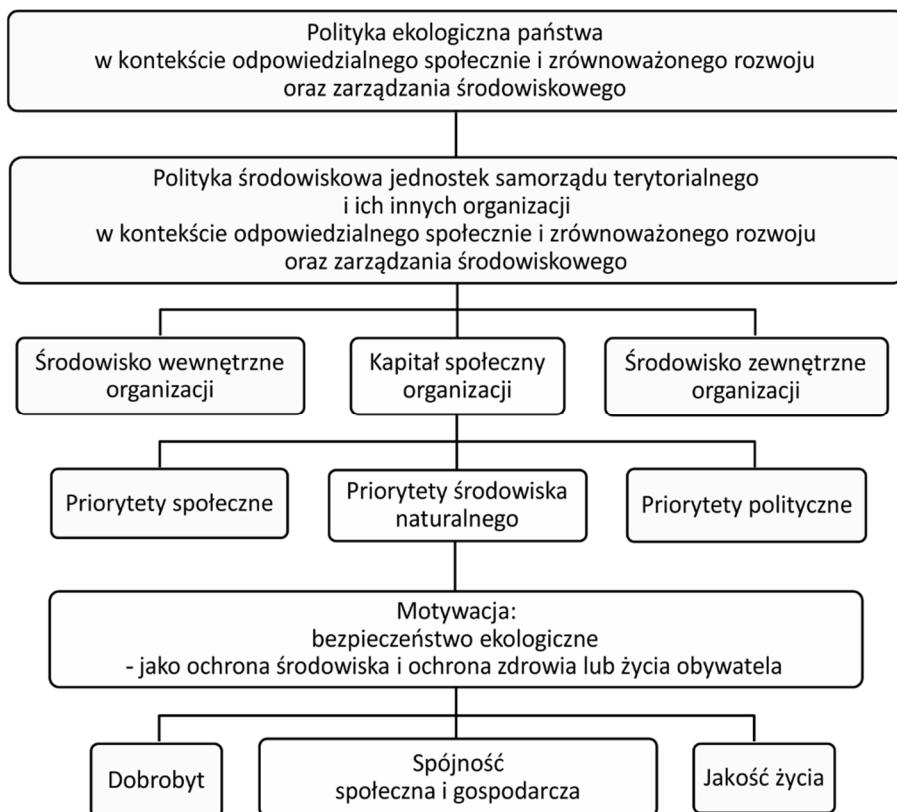 Polityka ekologiczna państwa
w kontekście odpowiedzialnego społecznie i zrównoważonego rozwoju
oraz zarządzania środowiskowego
Polityka środowiskowa jednostek samorządu terytorialnego
i ich innych organizacji
w kontekście odpowiedzialnego społecznie i zrównoważonego rozwoju
oraz zarządzania środowiskowego
Środowisko wewnętrzne
organizacji
Kapitał społeczny
organizacji
Środowisko zewnętrzne
organizacji
Priorytety społeczne
Priorytety środowiska
naturalnego
Priorytety polityczne
Motywacja:
bezpieczeństwo ekologiczne
- jako ochrona środowiska i ochrona zdrowia lub życia obywatela
Dobrobyt
Spójność
społeczna i gospodarcza
Jakość życia